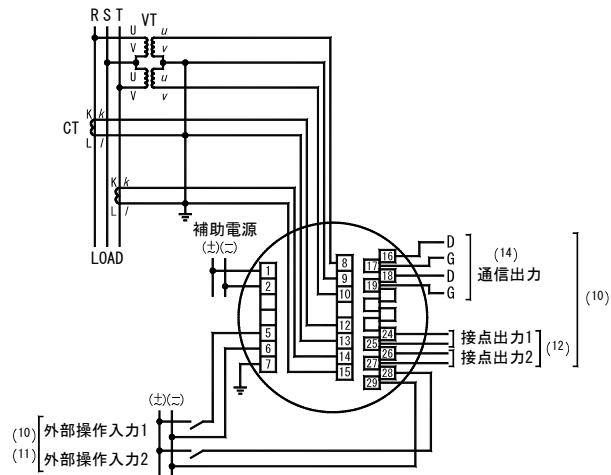 R S T VT
U u
V v
U u
V v
K k
CT
L l
K k
L l
補助電源
(±)(≂)
LOAD
1
2
5
6
7
8
9
10
12
13
14
15
16
17
18
19
24
25
26
27
28
29
D
G
D
G
(14)
通信出力
(10)
接点出力1
接点出力2
(12)
(±)(≂)
(10)
(11)
外部操作入力1
外部操作入力2